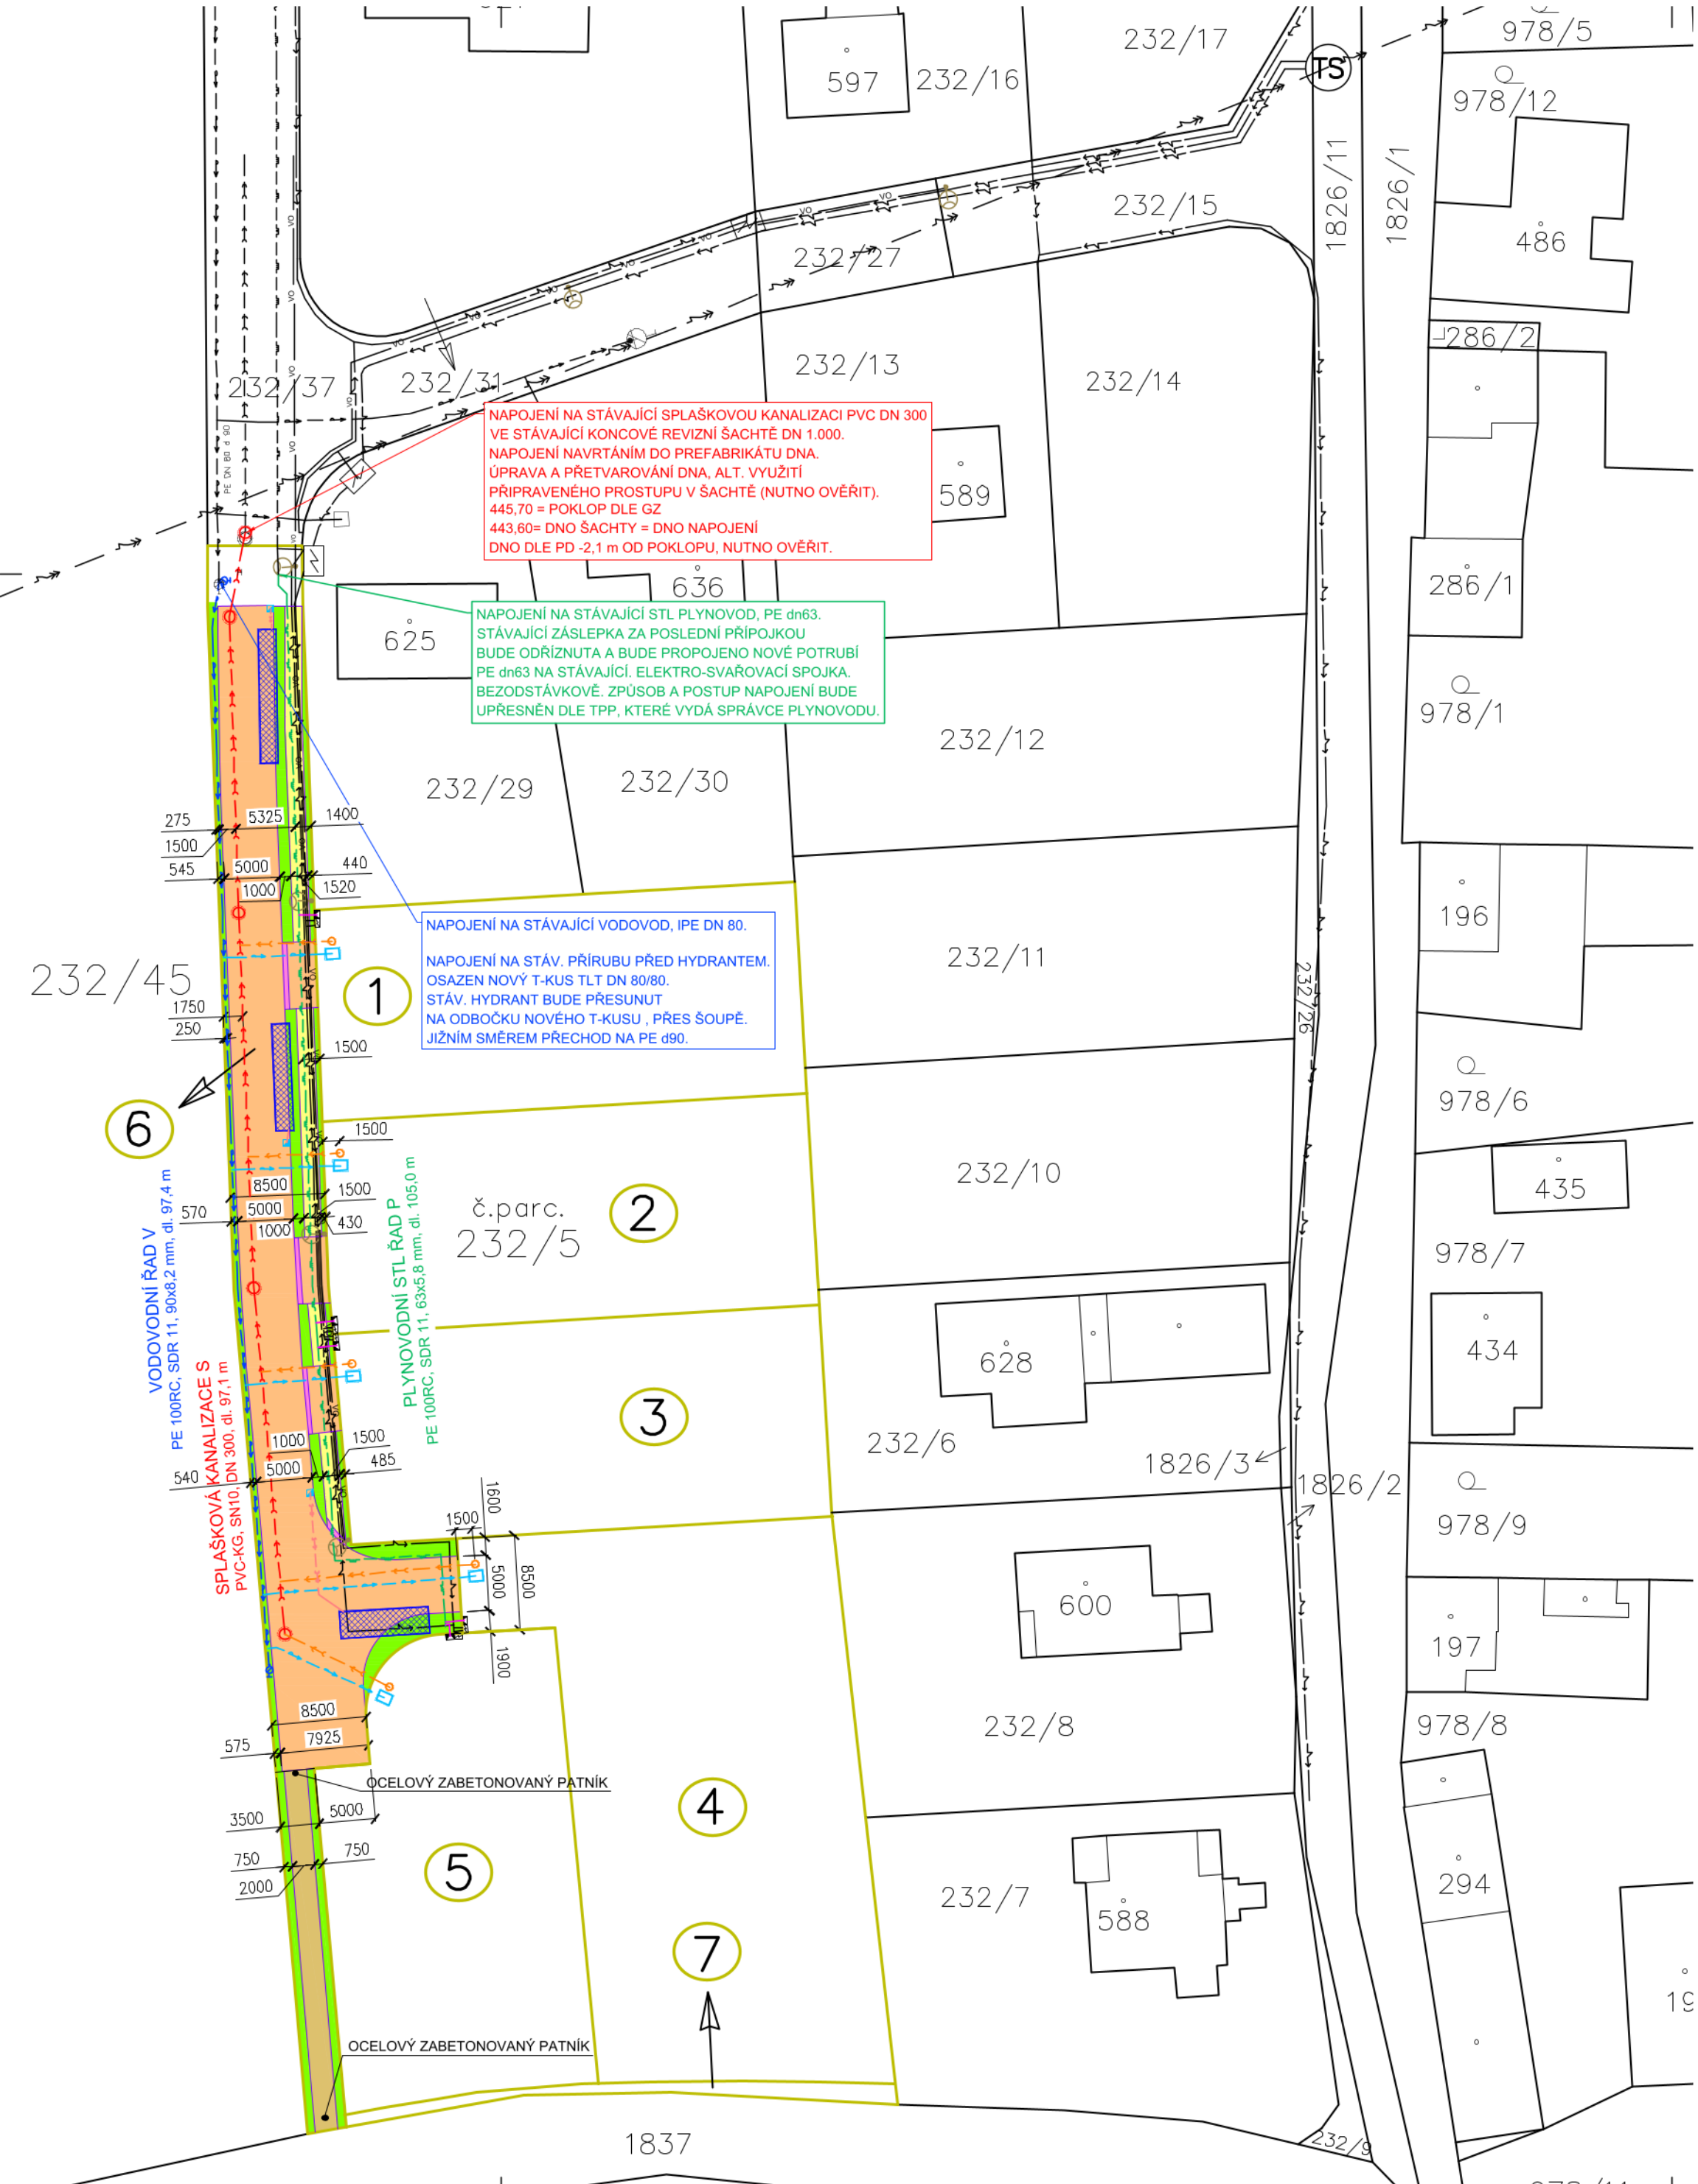 232/17
978/5
597
232/16
TS
978/12
1826/11
1826/1
232/15
486
232/27
286/2
232/13
232/14
232/37
232/31
PE DN 80 P 90
NAPOJENÍ NA STÁVAJÍCÍ SPLAŠKOVOU KANALIZACI PVC DN 300
VE STÁVAJÍCÍ KONCOVÉ REVIZNÍ ŠACHTĚ DN 1.000.
NAPOJENÍ NAVRTÁNÍM DO PREFABRIKÁTU DNA.
ÚPRAVA A PŘETVAROVÁNÍ DNA, ALT. VYUŽITÍ
PŘIPRAVENÉHO PROSTUPU V ŠACHTĚ (NUTNO OVĚŘIT).
445,70 = POKLOP DLE GZ
443,60= DNO ŠACHTY = DNO NAPOJENÍ
DNO DLE PD -2,1 m OD POKLOPU, NUTNO OVĚŘIT.
589
286/1
636
625
NAPOJENÍ NA STÁVAJÍCÍ STL PLYNOVOD, PE dn63.
STÁVAJÍCÍ ZÁSLEPKA ZA POSLEDNÍ PŘÍPOJKOU
BUDE ODŘÍZNUTA A BUDE PROPOJENO NOVÉ POTRUBÍ
PE dn63 NA STÁVAJÍCÍ. ELEKTRO-SVAŘOVACÍ SPOJKA.
BEZODSTÁVKOVĚ. ZPŮSOB A POSTUP NAPOJENÍ BUDE
UPŘESNĚN DLE TPP, KTERÉ VYDÁ SPRÁVCE PLYNOVODU.
978/1
232/12
232/29
232/30
275
5325
1400
1500
545
5000
440
1000
1520
196
NAPOJENÍ NA STÁVAJÍCÍ VODOVOD, lPE DN 80.
NAPOJENÍ NA STÁV. PŘÍRUBU PŘED HYDRANTEM.
OSAZEN NOVÝ T-KUS TLT DN 80/80.
STÁV. HYDRANT BUDE PŘESUNUT
NA ODBOČKU NOVÉHO T-KUSU , PŘES ŠOUPĚ.
JIŽNÍM SMĚREM PŘECHOD NA PE d90.
232/11
232/45
1
232/26
1750
250
1500
978/6
6
1500
232/10
435
8500
1500
570
5000
430
1000
č.parc.
232/5
2
978/7
VODOVODNÍ ŘAD V
PE 100RC, SDR 11, 90x8,2 mm, dl. 97,4 m
PLYNOVODNÍ STL ŘAD P
PE 100RC, SDR 11, 63x5,8 mm, dl. 105,0 m
628
434
SPLAŠKOVÁ KANALIZACE S
PVC-KG, SN10, DN 300, dl. 97,1 m
3
232/6
1826/3
1826/2
1000
1500
540
5000
485
978/9
1600
1500
5000
8500
1900
600
197
8500
7925
575
232/8
978/8
OCELOVÝ ZABETONOVANÝ PATNÍK
4
3500
5000
750
750
2000
5
232/7
588
294
7
OCELOVÝ ZABETONOVANÝ PATNÍK
1837
232/9